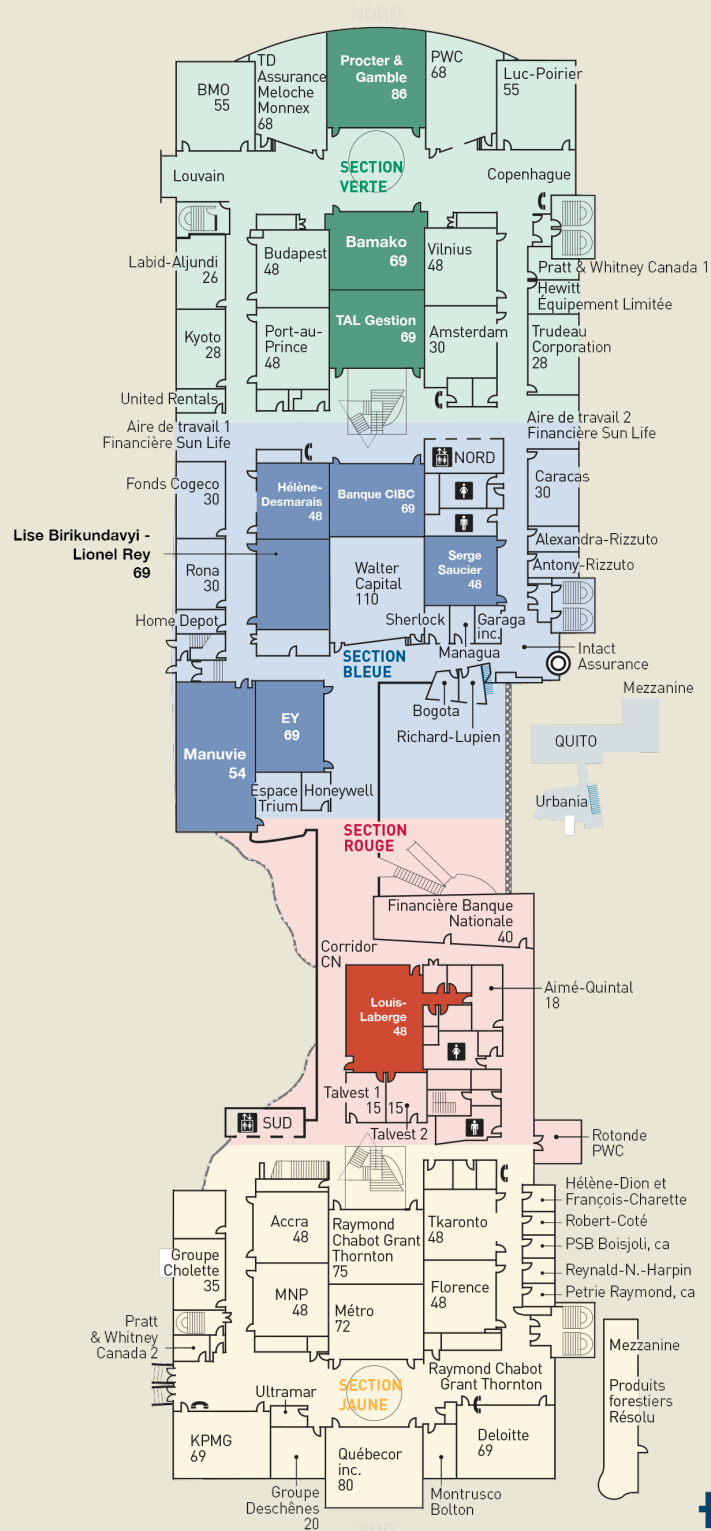 NORD
BMO
55
TD
Assurance
Meloche
Monnex
68
Procter &
Gamble
86
PWC
68
Luc-Poirier
55
Louvain
SECTION
VERTE
Copenhague
Labid-Aljundi
26
Budapest
48
Bamako
69
Vilnius
48
Pratt & Whitney Canada 1
Hewitt
Équipement Limitée
Kyoto
28
Port-au-
Prince
48
TAL Gestion
69
Amsterdam
30
Trudeau
Corporation
28
United Rentals
Aire de travail 1
Financière Sun Life
Aire de travail 2
Financière Sun Life
NORD
Fonds Cogeco
30
Hélène-
Desmarais
48
Banque CIBC
69
Caracas
30
Lise Birikundavyi -
Lionel Rey
69
Alexandra-Rizzuto
Antony-Rizzuto
Rona
30
Walter
Capital
110
Serge
Saucier
48
Home Depot
Sherlock
Garaga
inc.
Managua
Intact
Assurance
SECTION
BLEUE
Bogota
Richard-Lupien
Mezzanine
QUITO
Urbania
Manuvie
54
EY
69
Espace
Trium
Honeywell
SECTION
ROUGE
Financière Banque
Nationale
40
Corridor
CN
Louis-
Laberge
48
Aimé-Quintal
18
Talvest 1
15
15
Talvest 2
SUD
Rotonde
PWC
Hélène-Dion et
François-Charette
Robert-Coté
PSB Boisjoli, ca
Reynald-N.-Harpin
Petrie Raymond, ca
Accra
48
Raymond
Chabot Grant
Thornton
75
Tkaronto
48
Groupe
Cholette
35
MNP
48
Métro
72
Florence
48
Pratt
& Whitney
Canada 2
Mezzanine
Produits
forestiers
Résolu
Raymond Chabot
Grant Thornton
SECTION
JAUNE
Ultramar
KPMG
69
Québecor
inc.
80
Deloitte
69
Groupe
Deschênes
20
Montrusco
Bolton
SUD